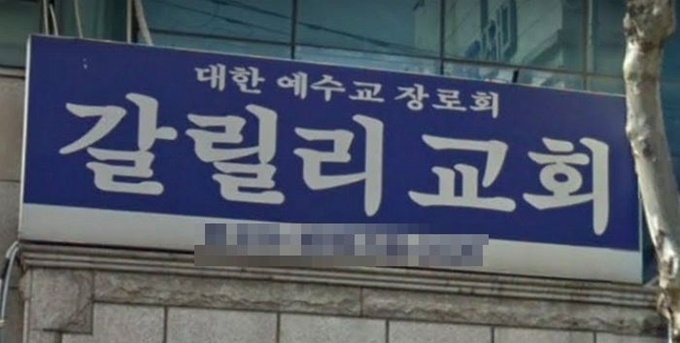 대한 예수교 장로회
갈릴리 교회